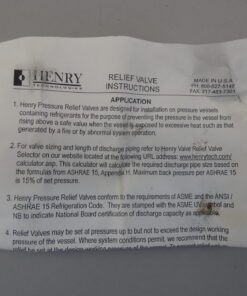 HENRY
TECHNOLOGIES
RELIEF VALVE
INSTRUCTIONS
MADE IN U.S.A.
APPLICATION
1. Henry Pressure Relief Valves are designed for installation on pressure vessels
containing refrigerants for the purpose of preventing the pressure in the vessel from
rising above a safe value when the vessel is exposed to excessive heat such as that
generated by a fire or by abnormal system operation.
2. For valve sizing and length of discharge piping refer to Henry Valve Relief Valve
Selector on our website located at the following URL address: www.henrytech.com/
calculator.asp. This calculator will calculate the required discharge pipe size based on
the formulas from ASHRAE 15, Appendix H. Maximum back pressure per ASHRAE 15
is 15% of set pressure.
3. Henry Pressure Relief Valves conform to the requirements of ASME and the ANSI /
ASHRAE 15 Refrigeration Code. They are stamped with the ASME UV symbol and
NB to indicate National Board certification of discharge capacity as
4. Relief Valves may be set at pressures up to but not to exceed the design working
pressure of the vessel. Where system conditions permit, we recommend that the